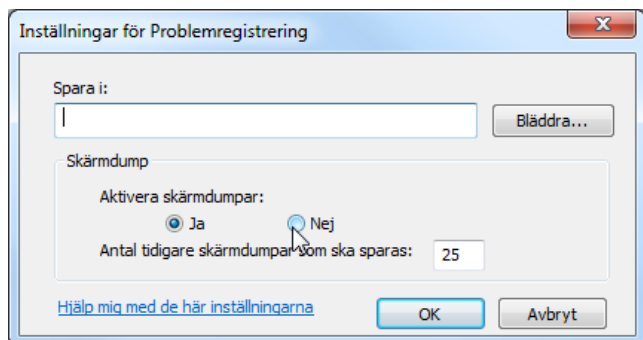 Inställningar för Problemregistrering
Spara i:
Bläddra...
Skärmdump
Aktivera skärmdumpar:
Ja Nej
Antal tidigare skärmdumpar som ska sparas: 25
Hjälp mig med de här inställningarna OK Avbryt